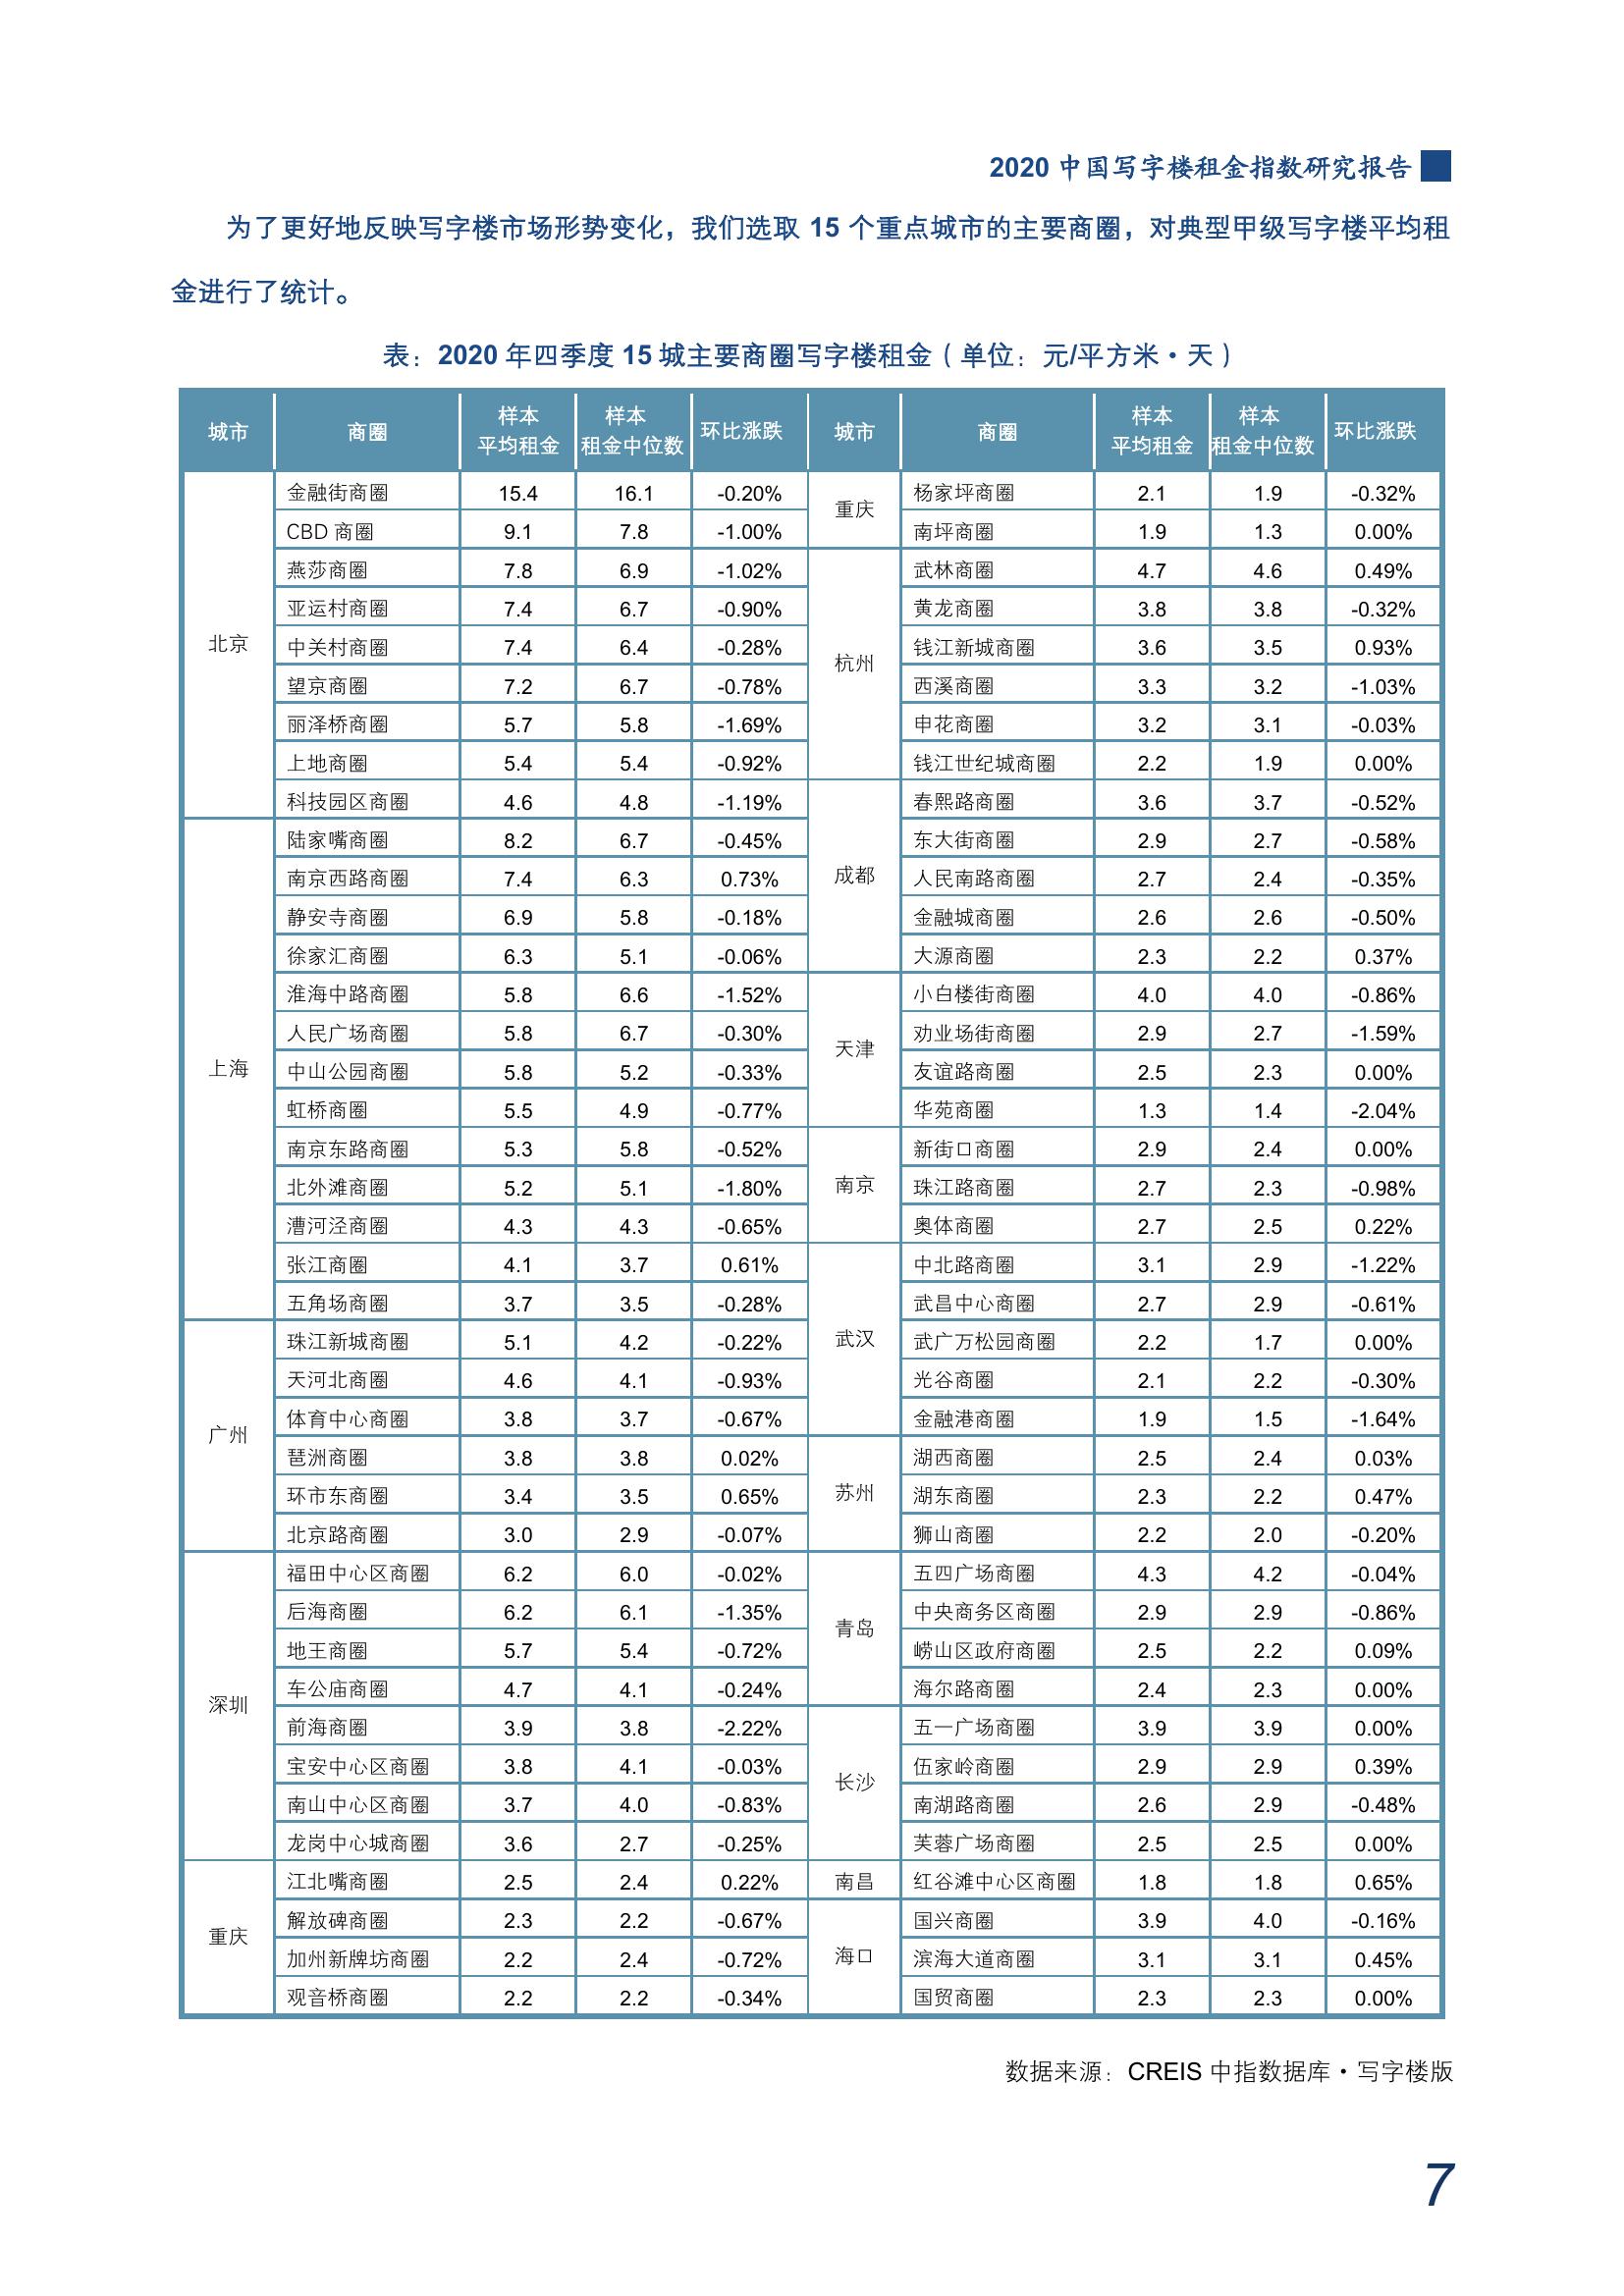 2020 中国写字楼租金指数研究报告
为了更好地反映写字楼市场形势变化，我们选取 15 个重点城市的主要商圈，对典型甲级写字楼平均租
金进行了统计。
表：2020 年四季度 15 城主要商圈写字楼租金（单位：元/平方米·天）
城市 商圈 样本平均租金 样本租金中位数 环比涨跌 城市 商圈 样本平均租金 样本租金中位数 环比涨跌
北京 金融街商圈 15.4 16.1 -0.20% 重庆 杨家坪商圈 2.1 1.9 -0.32%
CBD 商圈 9.1 7.8 -1.00% 南坪商圈 1.9 1.3 0.00%
燕莎商圈 7.8 6.9 -1.02% 杭州 武林商圈 4.7 4.6 0.49%
亚运村商圈 7.4 6.7 -0.90% 黄龙商圈 3.8 3.8 -0.32%
中关村商圈 7.4 6.4 -0.28% 钱江新城商圈 3.6 3.5 0.93%
望京商圈 7.2 6.7 -0.78% 西溪商圈 3.3 3.2 -1.03%
丽泽桥商圈 5.7 5.8 -1.69% 申花商圈 3.2 3.1 -0.03%
上地商圈 5.4 5.4 -0.92% 钱江世纪城商圈 2.2 1.9 0.00%
科技园区商圈 4.6 4.8 -1.19% 成都 春熙路商圈 3.6 3.7 -0.52%
上海 陆家嘴商圈 8.2 6.7 -0.45% 东大街商圈 2.9 2.7 -0.58%
南京西路商圈 7.4 6.3 0.73% 人民南路商圈 2.7 2.4 -0.35%
静安寺商圈 6.9 5.8 -0.18% 金融城商圈 2.6 2.6 -0.50%
徐家汇商圈 6.3 5.1 -0.06% 大源商圈 2.3 2.2 0.37%
淮海中路商圈 5.8 6.6 -1.52% 天津 小白楼街商圈 4.0 4.0 -0.86%
人民广场商圈 5.8 6.7 -0.30% 劝业场街商圈 2.9 2.7 -1.59%
中山公园商圈 5.8 5.2 -0.33% 友谊路商圈 2.5 2.3 0.00%
虹桥商圈 5.5 4.9 -0.77% 华苑商圈 1.3 1.4 -2.04%
南京东路商圈 5.3 5.8 -0.52% 南京 新街口商圈 2.9 2.4 0.00%
北外滩商圈 5.2 5.1 -1.80% 珠江路商圈 2.7 2.3 -0.98%
漕河泾商圈 4.3 4.3 -0.65% 奥体商圈 2.7 2.5 0.22%
张江商圈 4.1 3.7 0.61% 武汉 中北路商圈 3.1 2.9 -1.22%
五角场商圈 3.7 3.5 -0.28% 武昌中心商圈 2.7 2.9 -0.61%
广州 珠江新城商圈 5.1 4.2 -0.22% 武广万松园商圈 2.2 1.7 0.00%
天河北商圈 4.6 4.1 -0.93% 光谷商圈 2.1 2.2 -0.30%
体育中心商圈 3.8 3.7 -0.67% 金融港商圈 1.9 1.5 -1.64%
琶洲商圈 3.8 3.8 0.02% 苏州 湖西商圈 2.5 2.4 0.03%
环市东商圈 3.4 3.5 0.65% 湖东商圈 2.3 2.2 0.47%
北京路商圈 3.0 2.9 -0.07% 狮山商圈 2.2 2.0 -0.20%
深圳 福田中心区商圈 6.2 6.0 -0.02% 青岛 五四广场商圈 4.3 4.2 -0.04%
后海商圈 6.2 6.1 -1.35% 中央商务区商圈 2.9 2.9 -0.86%
地王商圈 5.7 5.4 -0.72% 崂山区政府商圈 2.5 2.2 0.09%
车公庙商圈 4.7 4.1 -0.24% 海尔路商圈 2.4 2.3 0.00%
前海商圈 3.9 3.8 -2.22% 长沙 五一广场商圈 3.9 3.9 0.00%
宝安中心区商圈 3.8 4.1 -0.03% 伍家岭商圈 2.9 2.9 0.39%
南山中心区商圈 3.7 4.0 -0.83% 南湖路商圈 2.6 2.9 -0.48%
龙岗中心城商圈 3.6 2.7 -0.25% 芙蓉广场商圈 2.5 2.5 0.00%
重庆 江北嘴商圈 2.5 2.4 0.22% 南昌 红谷滩中心区商圈 1.8 1.8 0.65%
解放碑商圈 2.3 2.2 -0.67% 海口 国兴商圈 3.9 4.0 -0.16%
加州新牌坊商圈 2.2 2.4 -0.72% 滨海大道商圈 3.1 3.1 0.45%
观音桥商圈 2.2 2.2 -0.34% 国贸商圈 2.3 2.3 0.00%
数据来源：CREIS 中指数据库·写字楼版
7